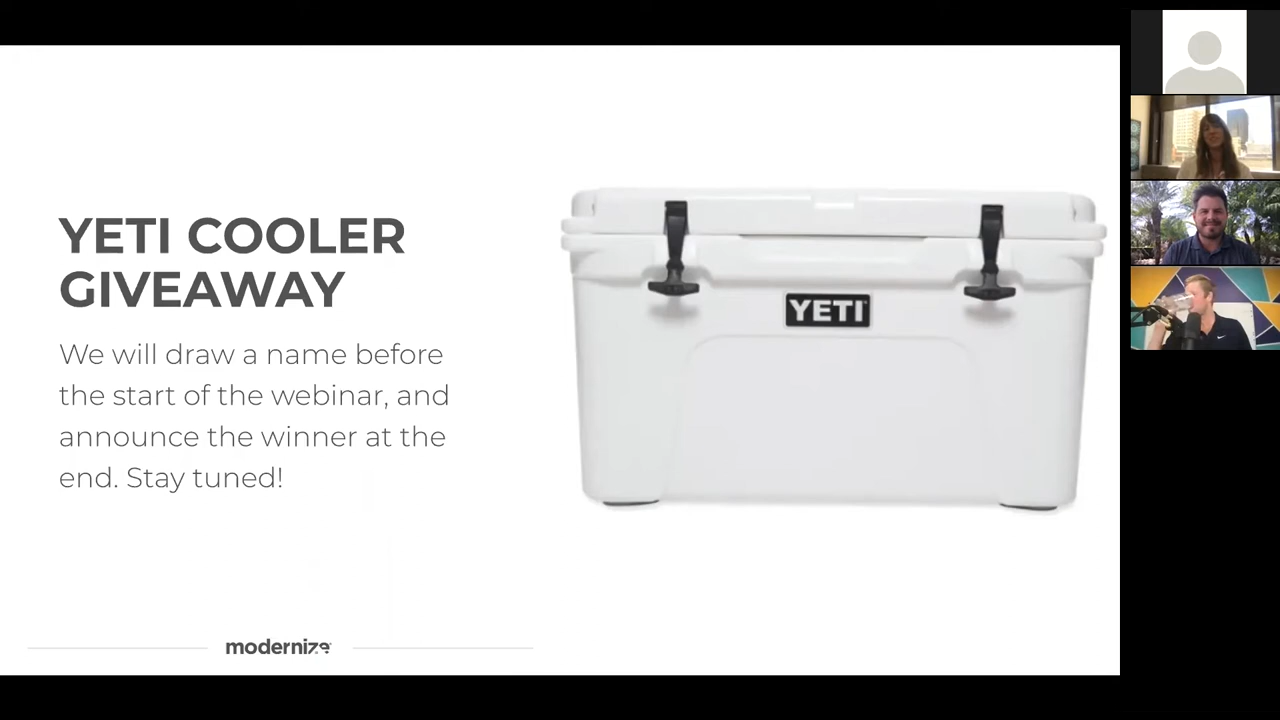 YETI COOLER
GIVEAWAY
We will draw a name before
the start of the webinar, and
announce the winner at the
end. Stay tuned!
YETI
modernize